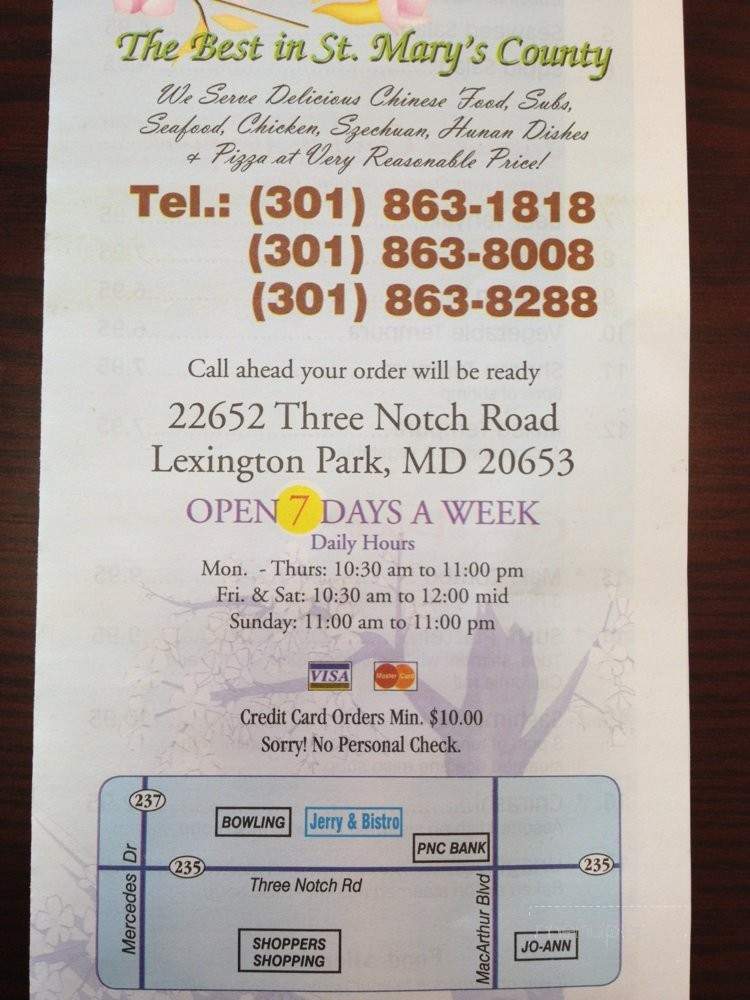 The Best in St. Mary's County
We Serve Delicious Chinese Food, Subs,
Seafood, Chicken, Szechuan, Hunan Dishes
& Pizza at Very Reasonable Price!
Tel.: (301) 863-1818
(301) 863-8008
(301) 863-8288
Call ahead your order will be ready
22652 Three Notch Road
Lexington Park, MD 20653
OPEN 7 DAYS A WEEK
Daily Hours
Mon. - Thurs: 10:30 am to 11:00 pm
Fri. & Sat: 10:30 am to 12:00 mid
Sunday: 11:00 am to 11:00 pm
VISA
MasterCard
Credit Card Orders Min. $10.00
Sorry! No Personal Check.
237
BOWLING
Jerry & Bistro
PNC BANK
235
235
Mercedes Dr
Three Notch Rd
MacArthur Blvd
SHOPPERS
SHOPPING
JO-ANN